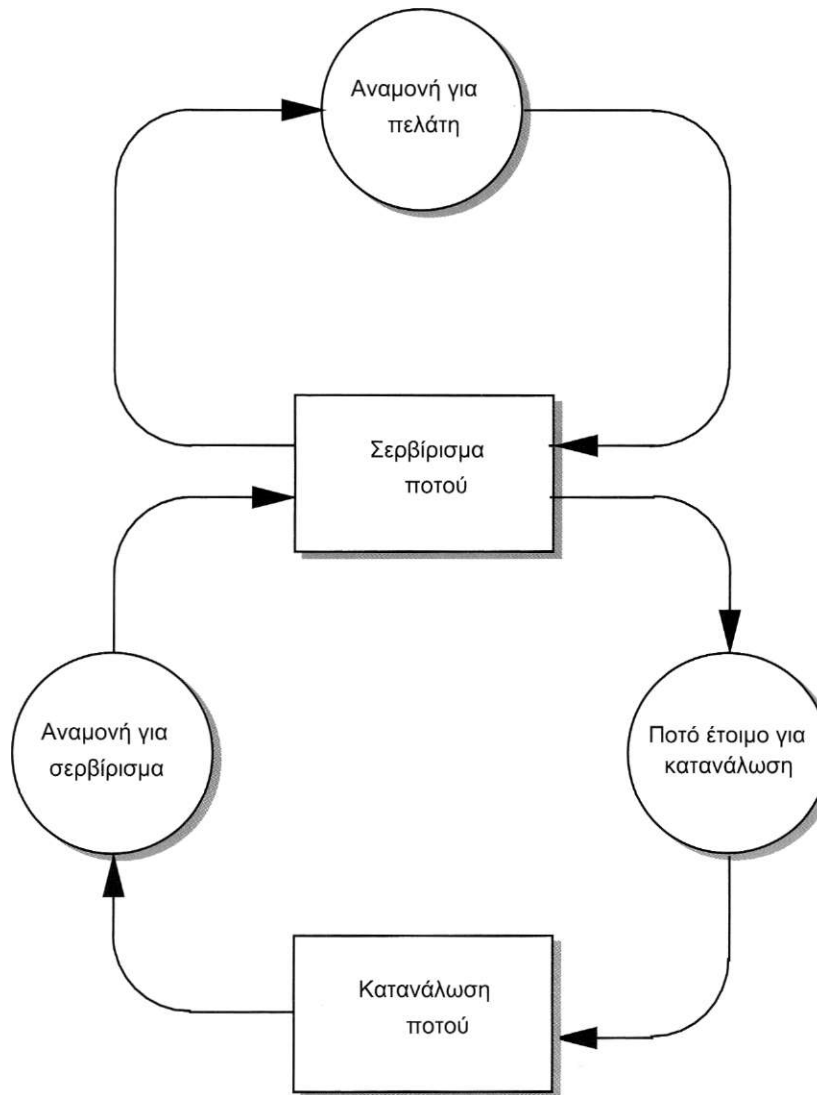 Αναμονή για
πελάτη
Σερβίρισμα
ποτού
Αναμονή για
σερβίρισμα
Ποτό έτοιμο για
κατανάλωση
Κατανάλωση
ποτού